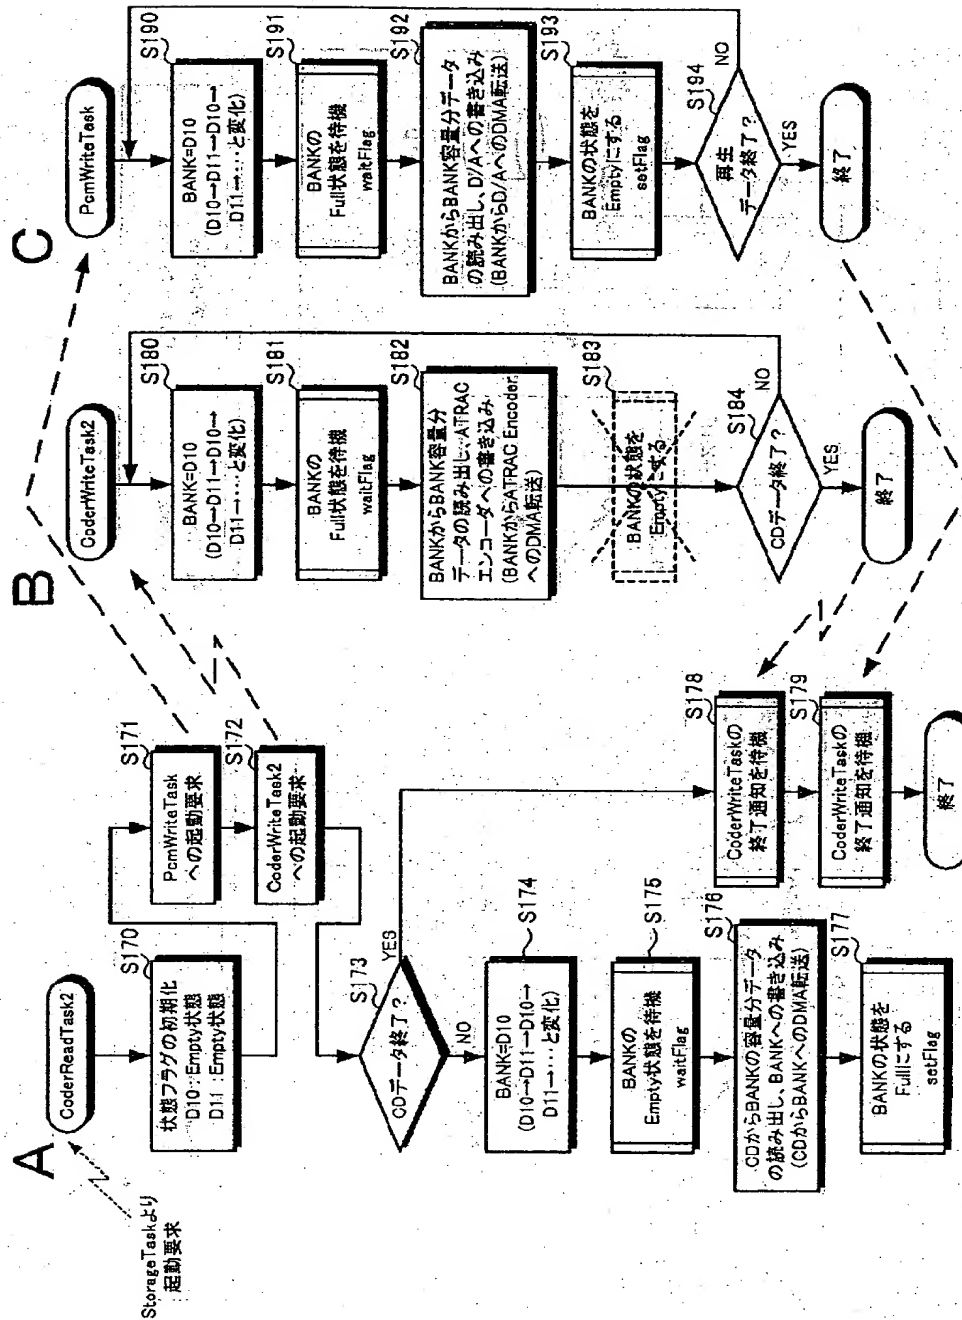 A
StorageTaskより
起動要求
CoderReadTask2
S170
状態フラグの初期化
D10:Empty状態
D11:Empty状態
S171
PcmWriteTask
への起動要求
S172
CoderWriteTask2
への起動要求
S173
CDデータ終了?
YES
NO
S174
BANK=D10
(D10→D11→D10→
D11→‥‥と変化)
S175
BANKの
Empty状態を待機
waitFlag
S176
CDからBANKの容量分データ
の読み出し、BANKへの書き込み
(CDからBANKへのDMA転送)
S177
BANKの状態を
Fullにする
setFlag
S178
CoderWriteTaskの
終了通知を待機
S179
CoderWriteTaskの
終了通知を待機
終了
B
CoderWriteTask2
S180
BANK=D10
(D10→D11→D10→
D11→‥‥と変化)
S181
BANKの
Full状態を待機
waitFlag
S182
BANKからBANK容量分
データの読み出し、ATRAC
エンコーダへの書き込み
(BANKからATRAC Encoder
へのDMA転送)
S183
BANKの状態を
Emptyにする
S184
CDデータ終了?
NO
YES
終了
C
PcmWriteTask
S190
BANK=D10
(D10→D11→D10→
D11→‥‥と変化)
S191
BANKの
Full状態を待機
waitFlag
S192
BANKからBANK容量分データ
の読み出し、D/Aへの書き込み
(BANKからD/AへのDMA転送)
S193
BANKの状態を
Emptyにする
setFlag
S194
再生
データ終了?
NO
YES
終了